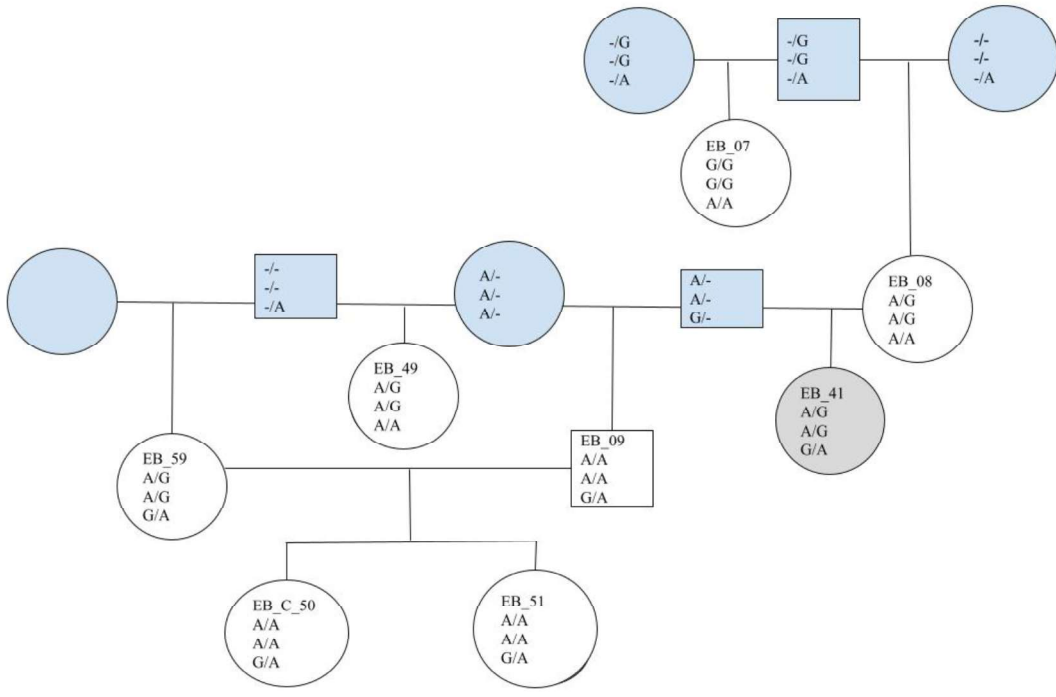 -/G
-/G
-/A
-/G
-/G
-/A
-/-
-/-
-/A
EB_07
G/G
G/G
A/A
-/-
-/-
-/A
A/-
A/-
A/-
A/-
A/-
G/-
EB_08
A/G
A/G
A/A
EB_49
A/G
A/G
A/A
EB_41
A/G
A/G
G/A
EB_59
A/G
A/G
G/A
EB_09
A/A
A/A
G/A
EB_C_50
A/A
A/A
G/A
EB_51
A/A
A/A
G/A